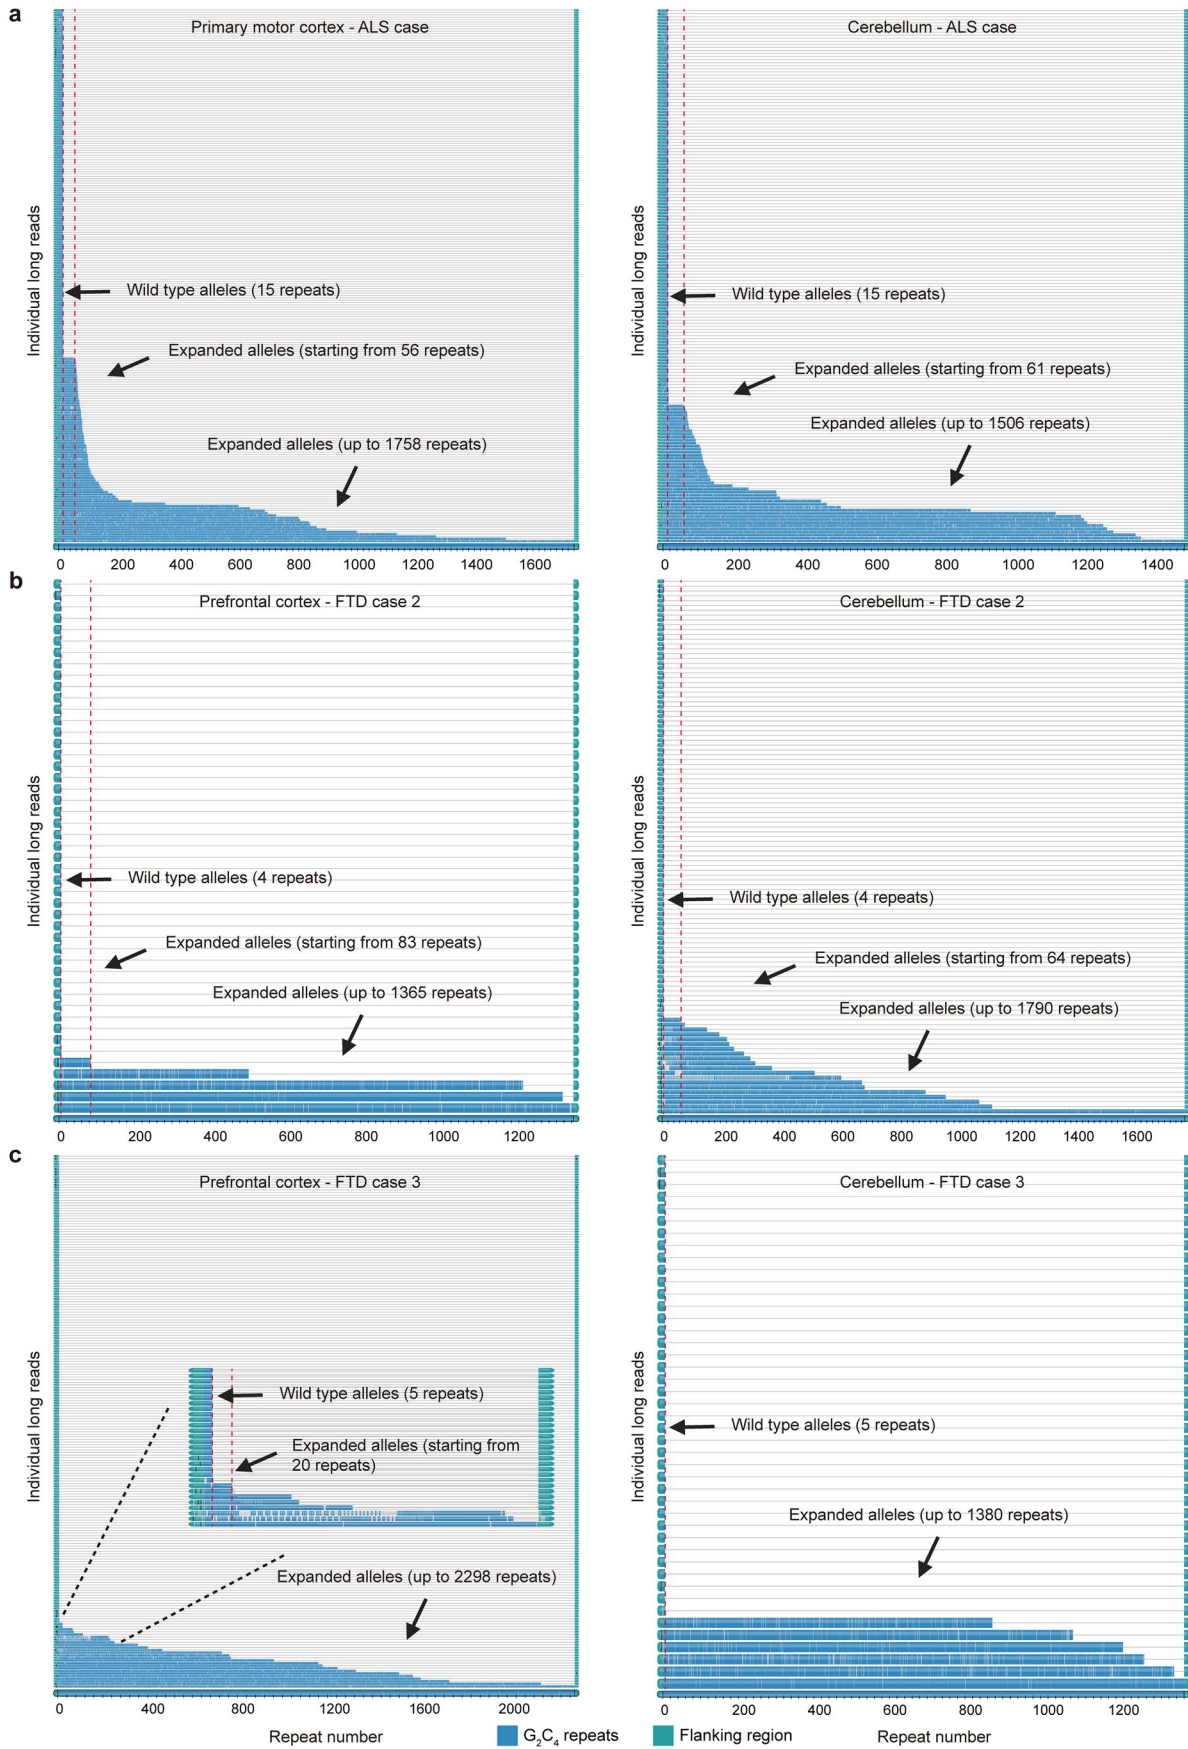 a
Primary motor cortex - ALS case
Individual long reads
Wild type alleles (15 repeats)
Expanded alleles (starting from 56 repeats)
Expanded alleles (up to 1758 repeats)
0 200 400 600 800 1000 1200 1400 1600
Cerebellum - ALS case
Individual long reads
Wild type alleles (15 repeats)
Expanded alleles (starting from 61 repeats)
Expanded alleles (up to 1506 repeats)
0 200 400 600 800 1000 1200 1400
b
Prefrontal cortex - FTD case 2
Individual long reads
Wild type alleles (4 repeats)
Expanded alleles (starting from 83 repeats)
Expanded alleles (up to 1365 repeats)
0 200 400 600 800 1000 1200
Cerebellum - FTD case 2
Individual long reads
Wild type alleles (4 repeats)
Expanded alleles (starting from 64 repeats)
Expanded alleles (up to 1790 repeats)
0 200 400 600 800 1000 1200 1400 1600
c
Prefrontal cortex - FTD case 3
Individual long reads
Wild type alleles (5 repeats)
Expanded alleles (starting from
20 repeats)
Expanded alleles (up to 2298 repeats)
0 400 800 1200 1600 2000
Repeat number
Cerebellum - FTD case 3
Individual long reads
Wild type alleles (5 repeats)
Expanded alleles (up to 1380 repeats)
0 200 400 600 800 1000 1200
Repeat number
G₂C₄ repeats
Flanking region